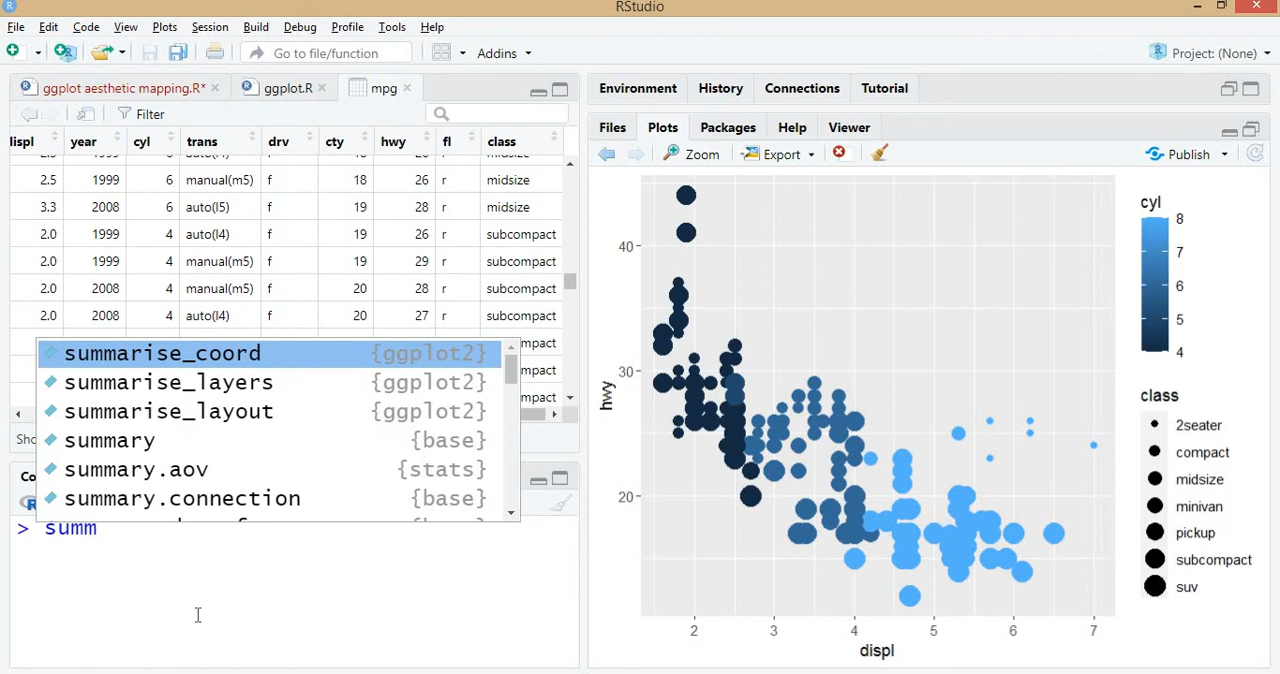 RStudio
File Edit Code View Plots Session Build Debug Profile Tools Help
Go to file/function Addins Project: (None)
ggplot aesthetic mapping.R* ggplot.R mpg
Filter
displ year cyl trans drv cty hwy fl class
2.5 1999 6 manual(m5) f 18 26 r midsize
3.3 2008 6 auto(l5) f 19 28 r midsize
2.0 1999 4 auto(l4) f 19 26 r subcompact
2.0 1999 4 manual(m5) f 19 29 r subcompact
2.0 2008 4 manual(m5) f 20 28 r subcompact
2.0 2008 4 auto(l4) f 20 27 r subcompact
summarise_coord {ggplot2}
summarise_layers {ggplot2}
summarise_layout {ggplot2}
summary {base}
summary.aov {stats}
summary.connection {base}
> summ
Environment History Connections Tutorial
Files Plots Packages Help Viewer
Zoom Export Publish
hwy
40
30
20
2 3 4 5 6 7
displ
cyl
8
7
6
5
4
class
2seater
compact
midsize
minivan
pickup
subcompact
suv